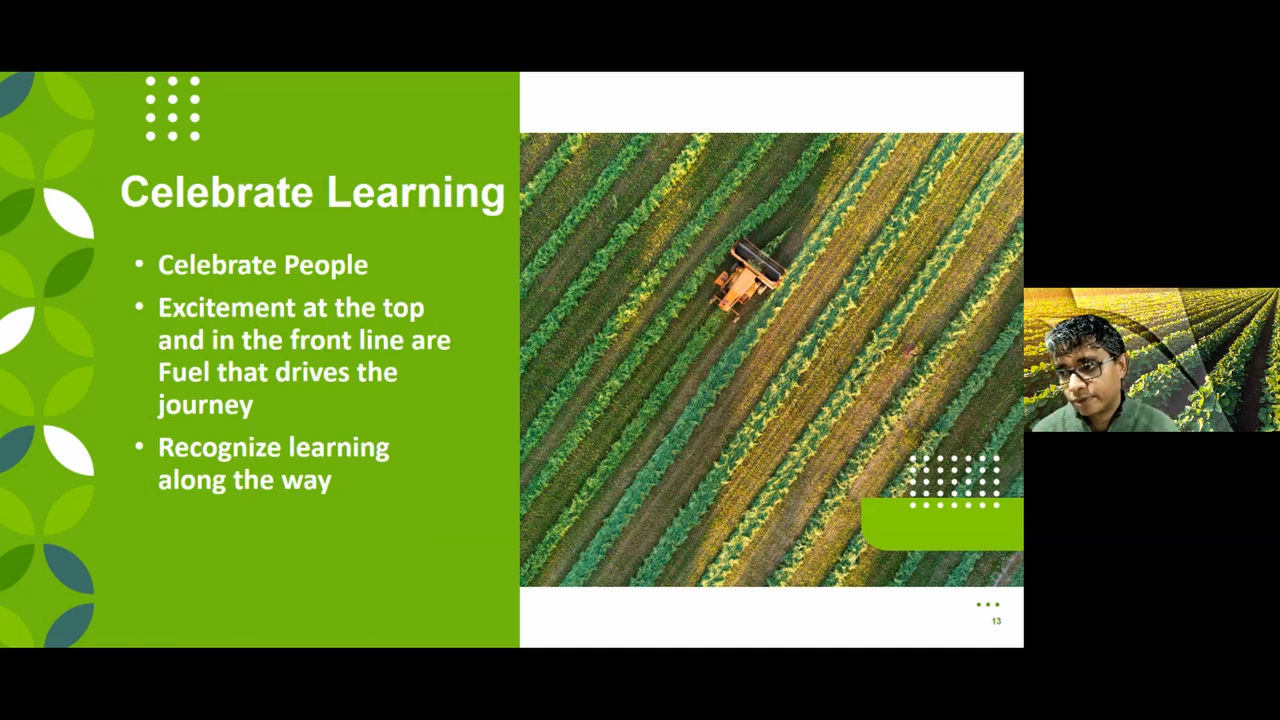 Celebrate Learning
• Celebrate People
• Excitement at the top
and in the front line are
Fuel that drives the
journey
• Recognize learning
along the way
13